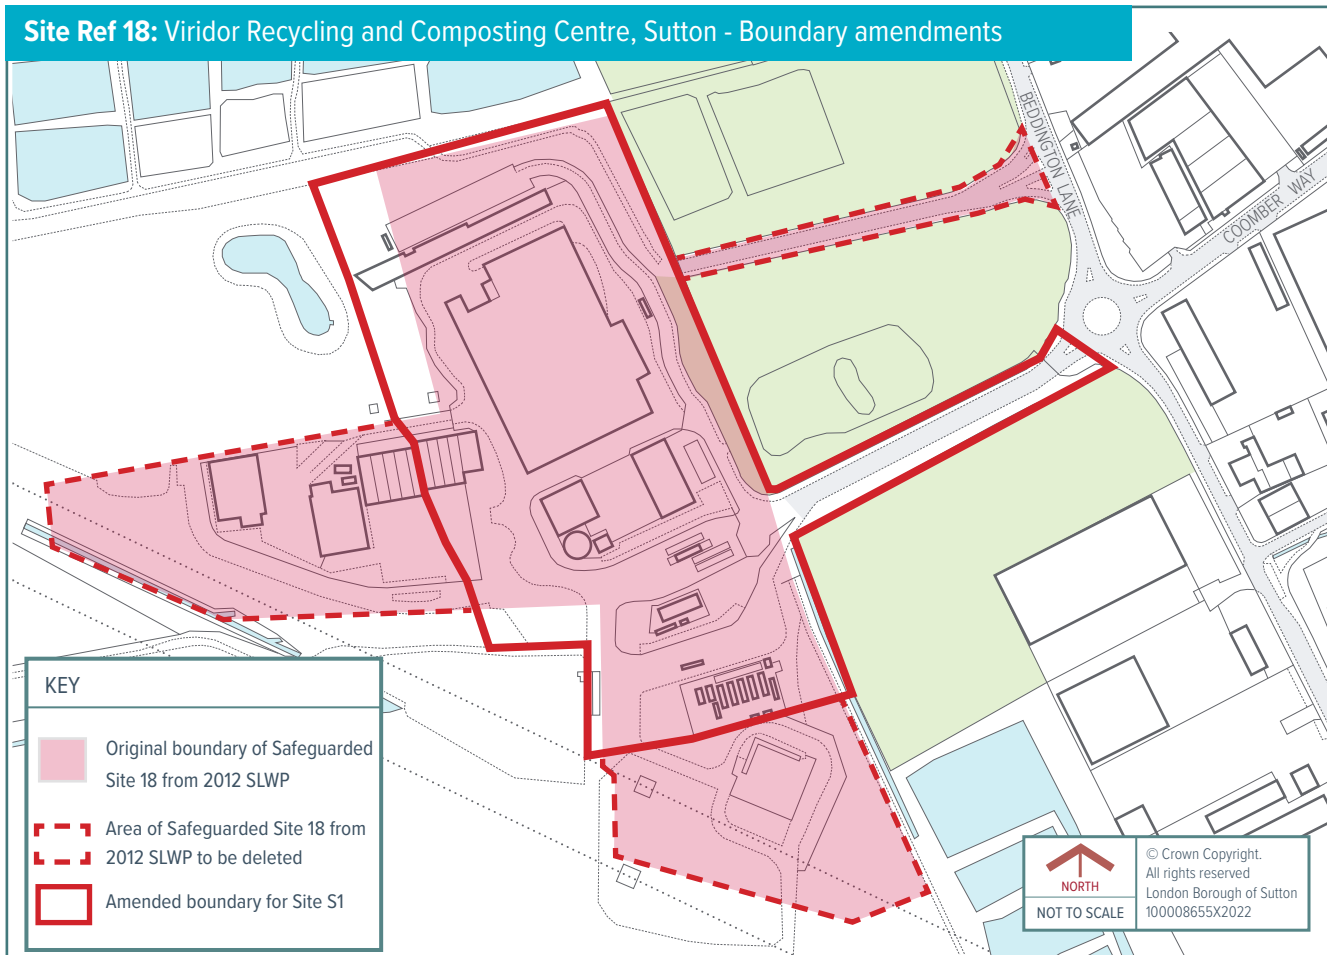 Site Ref 18: Viridor Recycling and Composting Centre, Sutton - Boundary amendments
BEDDINGTON LANE
COOMBER WAY
KEY
Original boundary of Safeguarded
Site 18 from 2012 SLWP
Area of Safeguarded Site 18 from
2012 SLWP to be deleted
Amended boundary for Site S1
NORTH
NOT TO SCALE
© Crown Copyright.
All rights reserved
London Borough of Sutton
100008655X2022